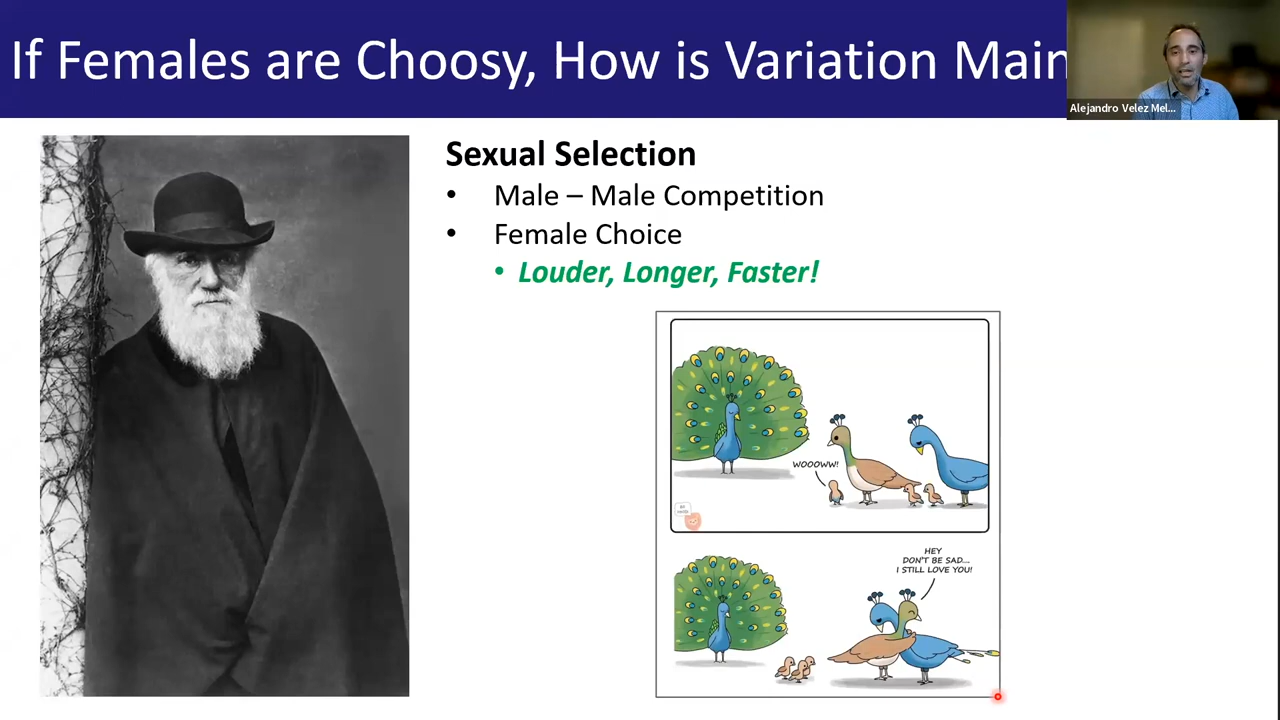 If Females are Choosy, How is Variation Main
Alejandro Velez Mel...
Sexual Selection
• Male – Male Competition
• Female Choice
• Louder, Longer, Faster!
WOOOWW!
HEY
DON'T BE SAD...
I STILL LOVE YOU!